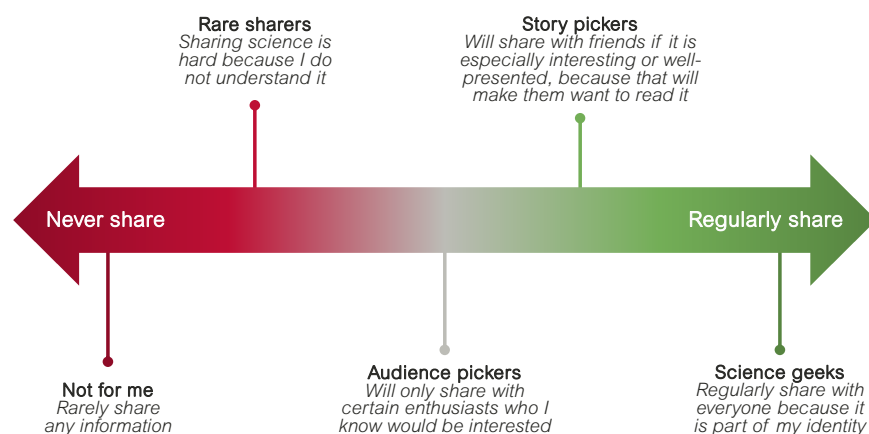 Rare sharers
Sharing science is
hard because I do
not understand it
Story pickers
Will share with friends if it is
especially interesting or well-
presented, because that will
make them want to read it
Never share
Regularly share
Not for me
Rarely share
any information
Audience pickers
Will only share with
certain enthusiasts who I
know would be interested
Science geeks
Regularly share with
everyone because it
is part of my identity